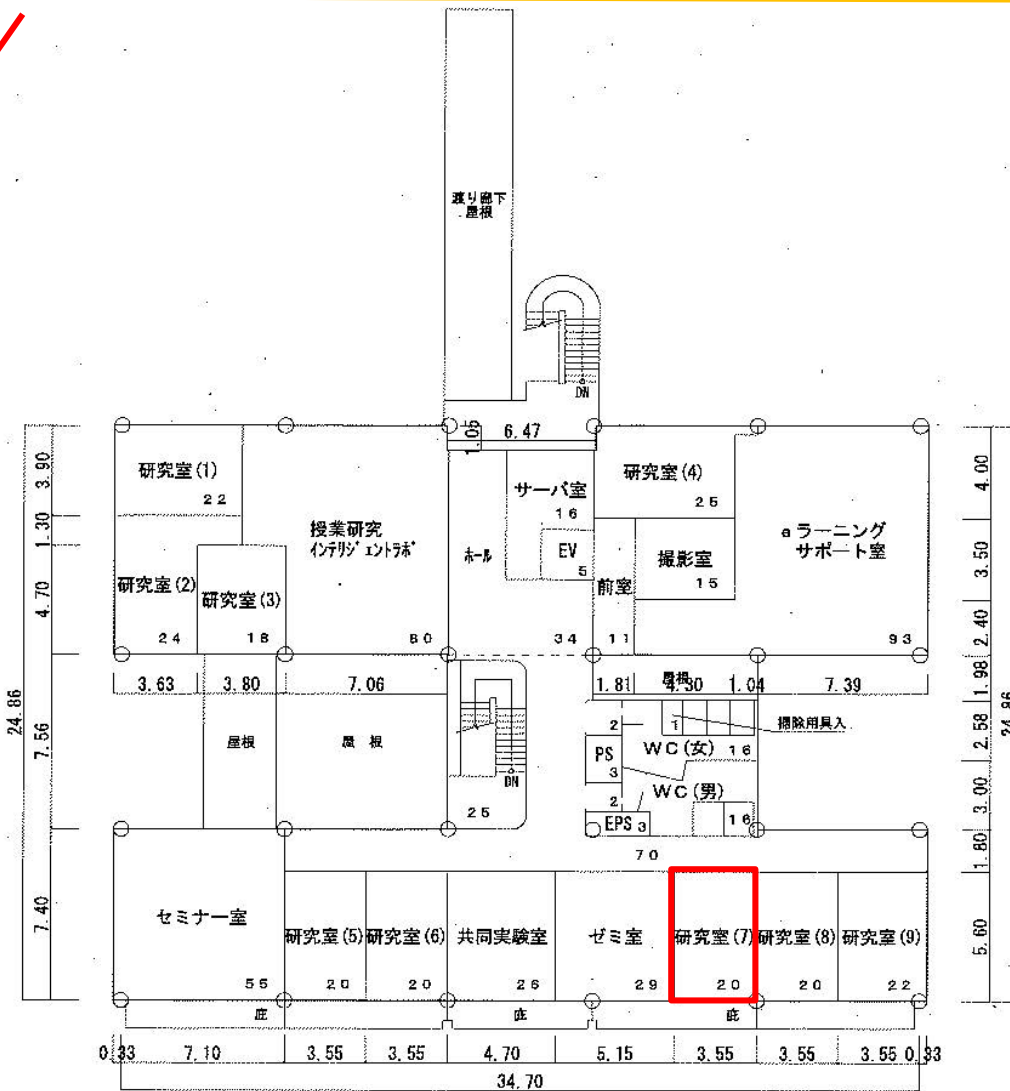 渡り廊下
屋根
DN
1.05
6.47
3.90
研究室(1)
22
サーバ室
16
研究室(4)
25
4.00
1.30
授業研究
インテリジェントラボ
ホール
EV
5
撮影室
15
eラーニング
サポート室
3.50
4.70
研究室(2)
24
研究室(3)
18
80
34
前室
11
93
2.40
3.63
3.80
7.06
1.81
屋根
4.30
1.04
7.39
1.98
24.86
7.56
屋根
屋根
DN
25
2
PS
3
1
掃除用具入
WC(女)
16
2.58
24.86
2
WC(男)
EPS
3
16
3.00
70
1.80
7.40
セミナー室
55
研究室(5)
20
研究室(6)
20
共同実験室
26
ゼミ室
29
研究室(7)
20
研究室(8)
20
研究室(9)
22
5.60
庇
庇
庇
0.33
7.10
3.55
3.55
4.70
5.15
3.55
3.55
3.55
0.33
34.70